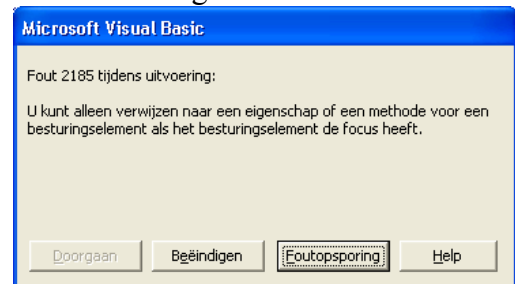 Microsoft Visual Basic
Fout 2185 tijdens uitvoering:
U kunt alleen verwijzen naar een eigenschap of een methode voor een
besturingselement als het besturingselement de focus heeft.
Doorgaan Beëindigen Foutopsporing Help